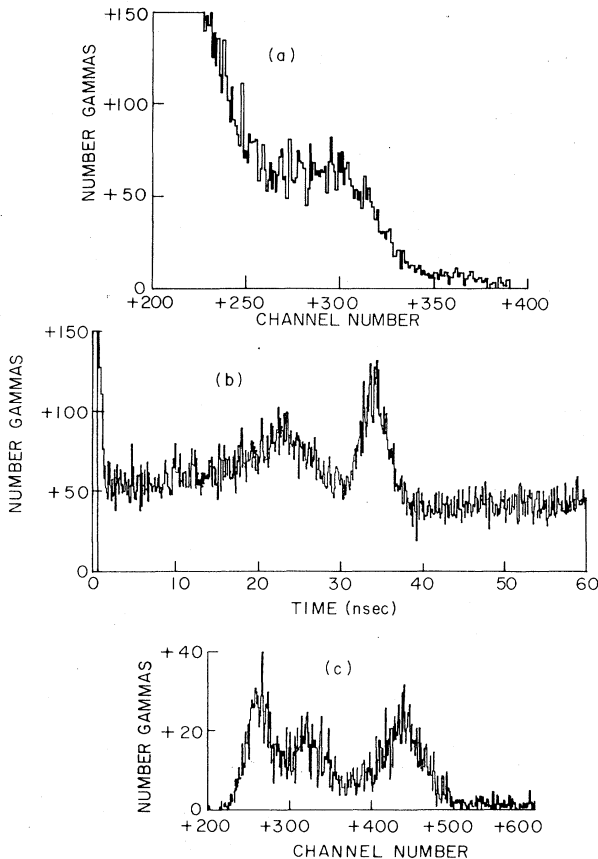 +150
+100
+50
0
NUMBER GAMMAS
(a)
+200 +250 +300 +350 +400
CHANNEL NUMBER
+150
+100
+50
0
NUMBER GAMMAS
(b)
0 10 20 30 40 50 60
TIME (nsec)
+40
+20
0
NUMBER GAMMAS
(c)
+200 +300 +400 +500 +600
CHANNEL NUMBER